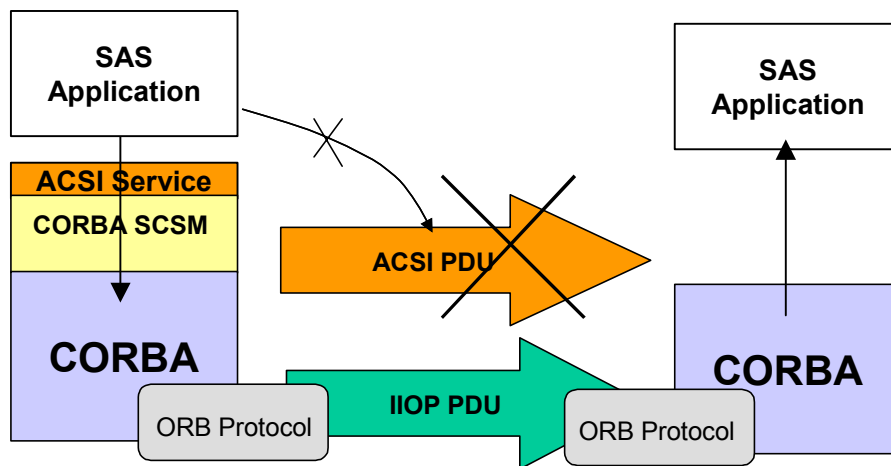 SAS
Application
SAS
Application
ACSI Service
CORBA SCSM
ACSI PDU
CORBA
CORBA
IIOP PDU
ORB Protocol
ORB Protocol